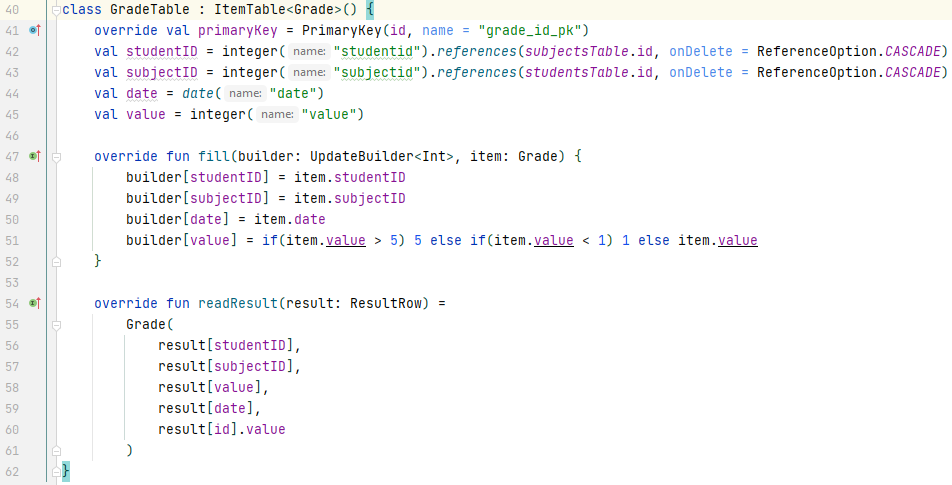 40 class GradeTable : ItemTable<Grade>() {
41 override val primaryKey = PrimaryKey(id, name = "grade_id_pk")
42 val studentID = integer( name: "studentid").references(subjectsTable.id, onDelete = ReferenceOption.CASCADE)
43 val subjectID = integer( name: "subjectid").references(studentsTable.id, onDelete = ReferenceOption.CASCADE)
44 val date = date( name: "date")
45 val value = integer( name: "value")
46
47 override fun fill(builder: UpdateBuilder<Int>, item: Grade) {
48 builder[studentID] = item.studentID
49 builder[subjectID] = item.subjectID
50 builder[date] = item.date
51 builder[value] = if(item.value > 5) 5 else if(item.value < 1) 1 else item.value
52 }
53
54 override fun readResult(result: ResultRow) =
55 Grade(
56 result[studentID],
57 result[subjectID],
58 result[value],
59 result[date],
60 result[id].value
61 )
62 }